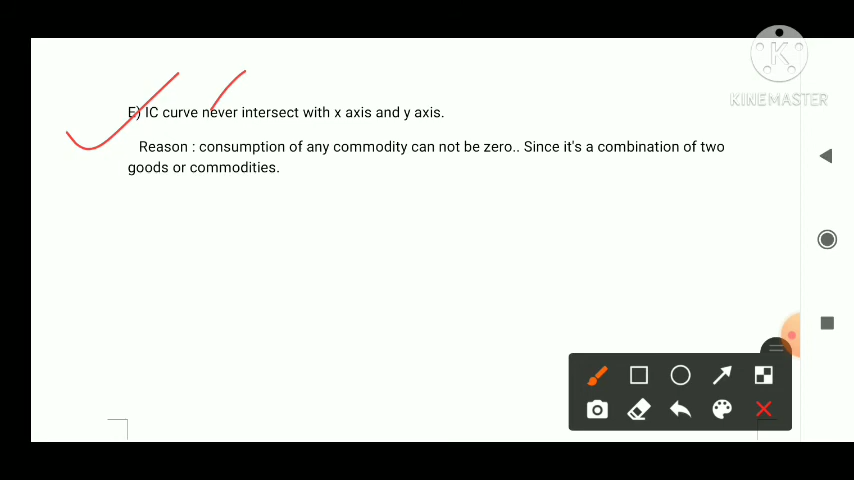 KINEMASTER
E) IC curve never intersect with x axis and y axis.
Reason : consumption of any commodity can not be zero.. Since it's a combination of two
goods or commodities.